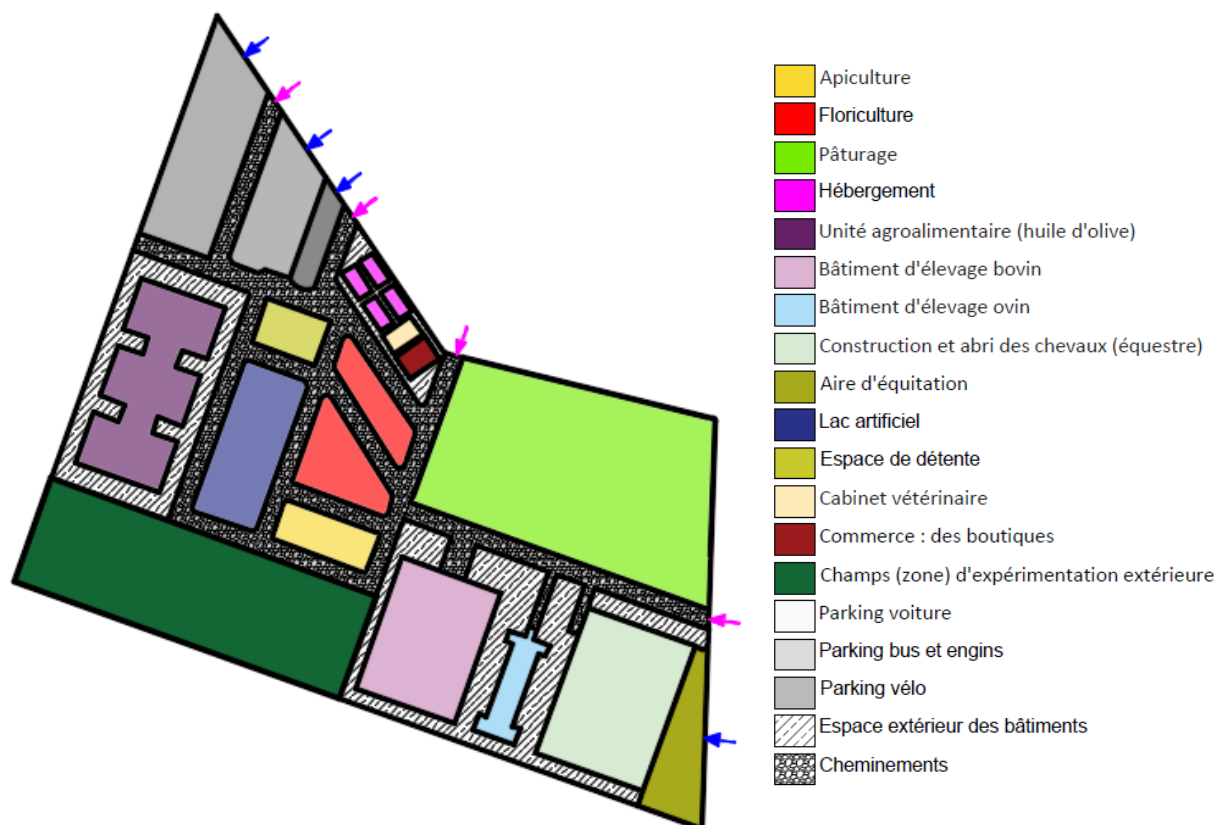 Apiculture
Floriculture
Pâturage
Hébergement
Unité agroalimentaire (huile d'olive)
Bâtiment d'élevage bovin
Bâtiment d'élevage ovin
Construction et abri des chevaux (équestre)
Aire d'équitation
Lac artificiel
Espace de détente
Cabinet vétérinaire
Commerce : des boutiques
Champs (zone) d'expérimentation extérieure
Parking voiture
Parking bus et engins
Parking vélo
Espace extérieur des bâtiments
Cheminements